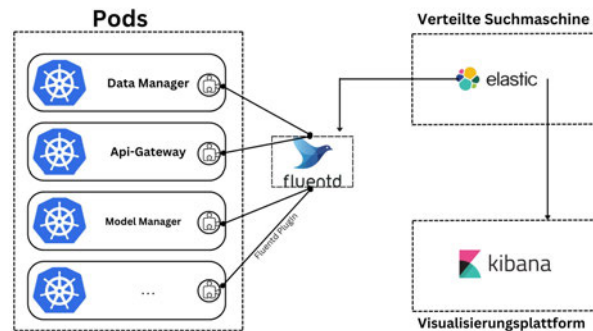 Pods
Verteilte Suchmaschine
Data Manager
elastic
Api-Gateway
fluentd
Model Manager
Fluentd Plugin
kibana
...
Visualisierungsplattform